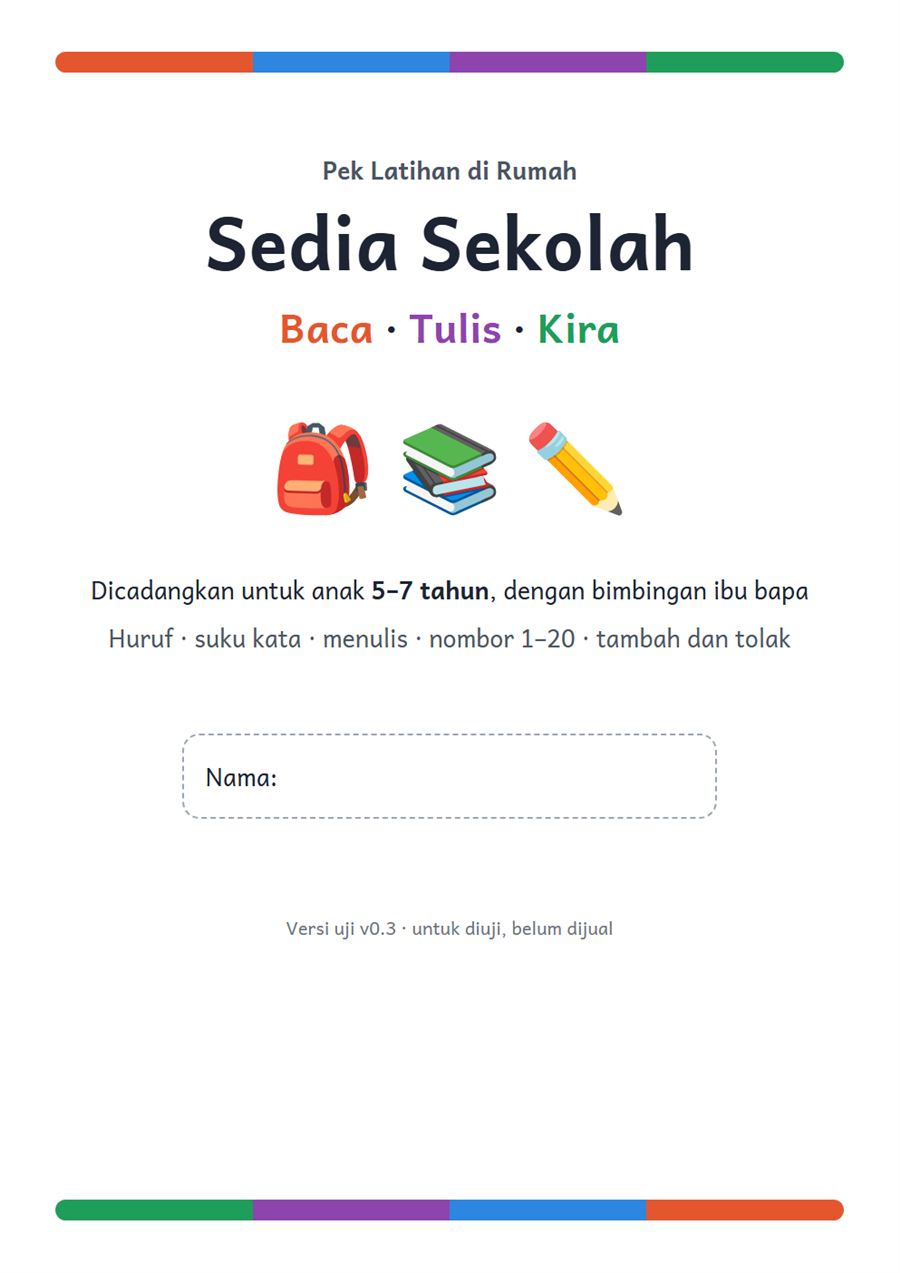 Pek Latihan di Rumah
Sedia Sekolah
Baca · Tulis · Kira
Dicadangkan untuk anak 5–7 tahun, dengan bimbingan ibu bapa
Huruf · suku kata · menulis · nombor 1–20 · tambah dan tolak
Nama:
Versi uji v0.3 · untuk diuji, belum dijual